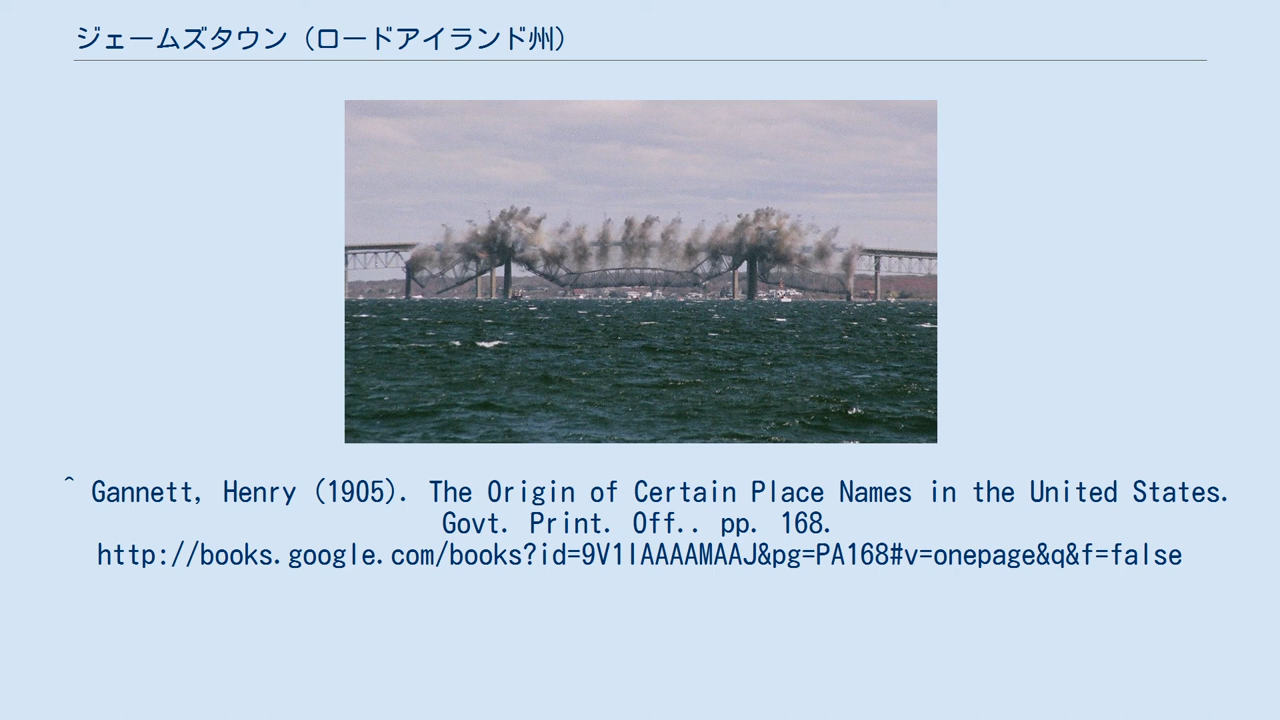 ジェームズタウン（ロードアイランド州）
^ Gannett, Henry (1905). The Origin of Certain Place Names in the United States.
Govt. Print. Off.. pp. 168.
http://books.google.com/books?id=9V1IAAAAMAAJ&pg=PA168#v=onepage&q&f=false